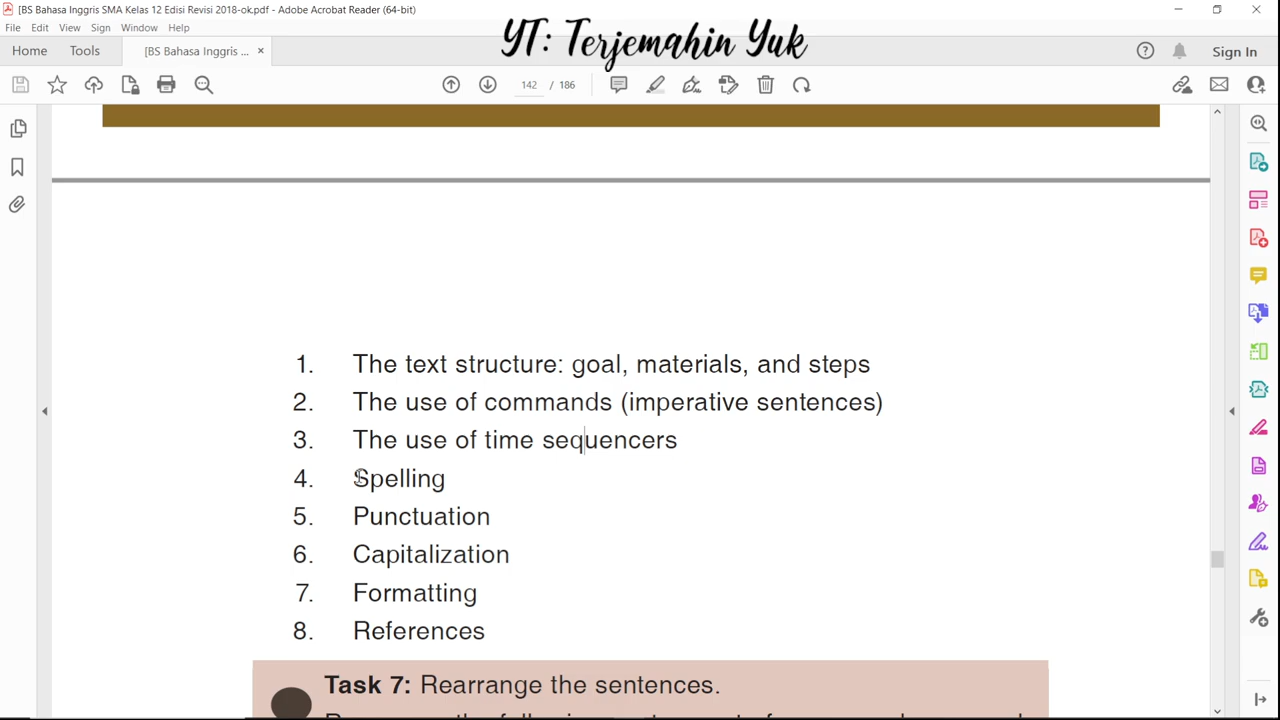 [BS Bahasa Inggris SMA Kelas 12 Edisi Revisi 2018-ok.pdf - Adobe Acrobat Reader (64-bit)
YT: Terjemahin Yuk
File Edit View Sign Window Help
Home Tools [BS Bahasa Inggris ... × Sign In
142 / 186
1. The text structure: goal, materials, and steps
2. The use of commands (imperative sentences)
3. The use of time sequencers
4. Spelling
5. Punctuation
6. Capitalization
7. Formatting
8. References
Task 7: Rearrange the sentences.